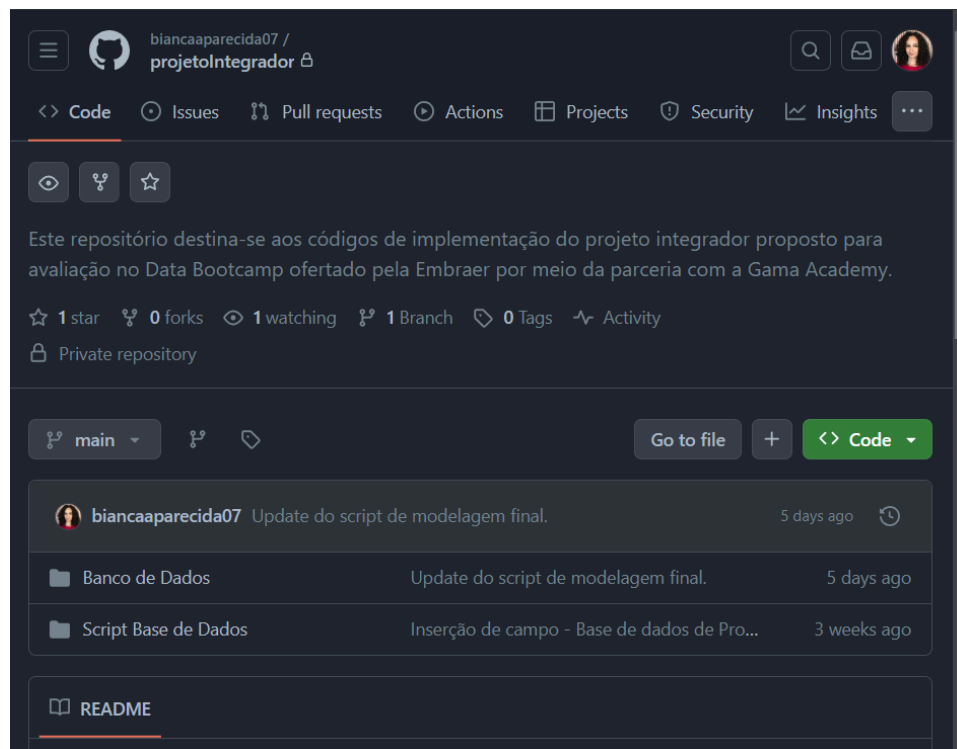 biancaaparecida07 /
projetoIntegrador
Code Issues Pull requests Actions Projects Security Insights
Este repositório destina-se aos códigos de implementação do projeto integrador proposto para
avaliação no Data Bootcamp ofertado pela Embraer por meio da parceria com a Gama Academy.
1 star 0 forks 1 watching 1 Branch 0 Tags Activity
Private repository
main Go to file + Code
biancaaparecida07 Update do script de modelagem final. 5 days ago
Banco de Dados Update do script de modelagem final. 5 days ago
Script Base de Dados Inserção de campo - Base de dados de Pro... 3 weeks ago
README